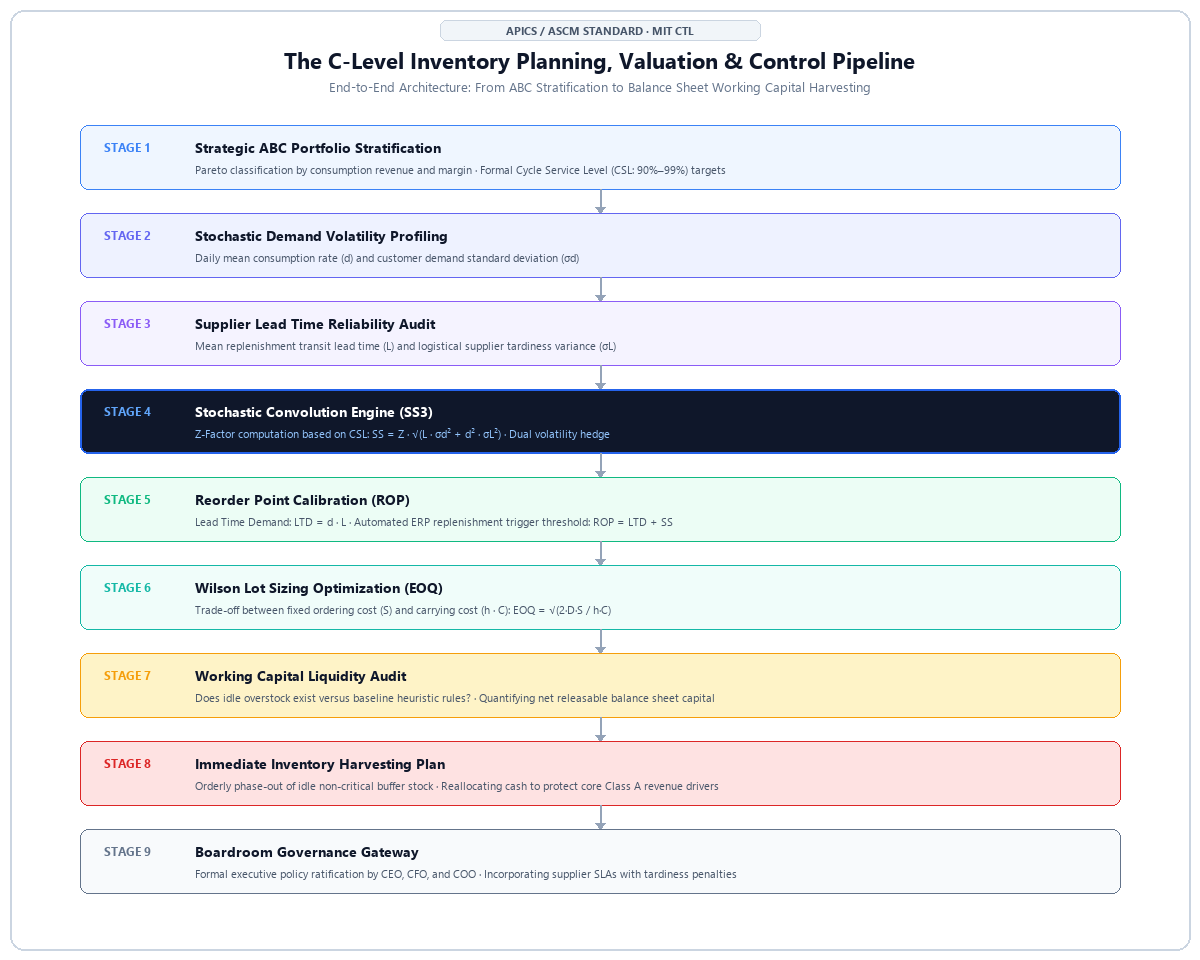 APICS / ASCM STANDARD · MIT CTL
The C-Level Inventory Planning, Valuation & Control Pipeline
End-to-End Architecture: From ABC Stratification to Balance Sheet Working Capital Harvesting
STAGE 1
Strategic ABC Portfolio Stratification
Pareto classification by consumption revenue and margin · Formal Cycle Service Level (CSL: 90%–99%) targets
STAGE 2
Stochastic Demand Volatility Profiling
Daily mean consumption rate (d) and customer demand standard deviation (σd)
STAGE 3
Supplier Lead Time Reliability Audit
Mean replenishment transit lead time (L) and logistical supplier tardiness variance (σL)
STAGE 4
Stochastic Convolution Engine (SS3)
Z-Factor computation based on CSL: SS = Z · √(L · σd² + d² · σL²) · Dual volatility hedge
STAGE 5
Reorder Point Calibration (ROP)
Lead Time Demand: LTD = d · L · Automated ERP replenishment trigger threshold: ROP = LTD + SS
STAGE 6
Wilson Lot Sizing Optimization (EOQ)
Trade-off between fixed ordering cost (S) and carrying cost (h · C): EOQ = √(2·D·S / h·C)
STAGE 7
Working Capital Liquidity Audit
Does idle overstock exist versus baseline heuristic rules? · Quantifying net releasable balance sheet capital
STAGE 8
Immediate Inventory Harvesting Plan
Orderly phase-out of idle non-critical buffer stock · Reallocating cash to protect core Class A revenue drivers
STAGE 9
Boardroom Governance Gateway
Formal executive policy ratification by CEO, CFO, and COO · Incorporating supplier SLAs with tardiness penalties